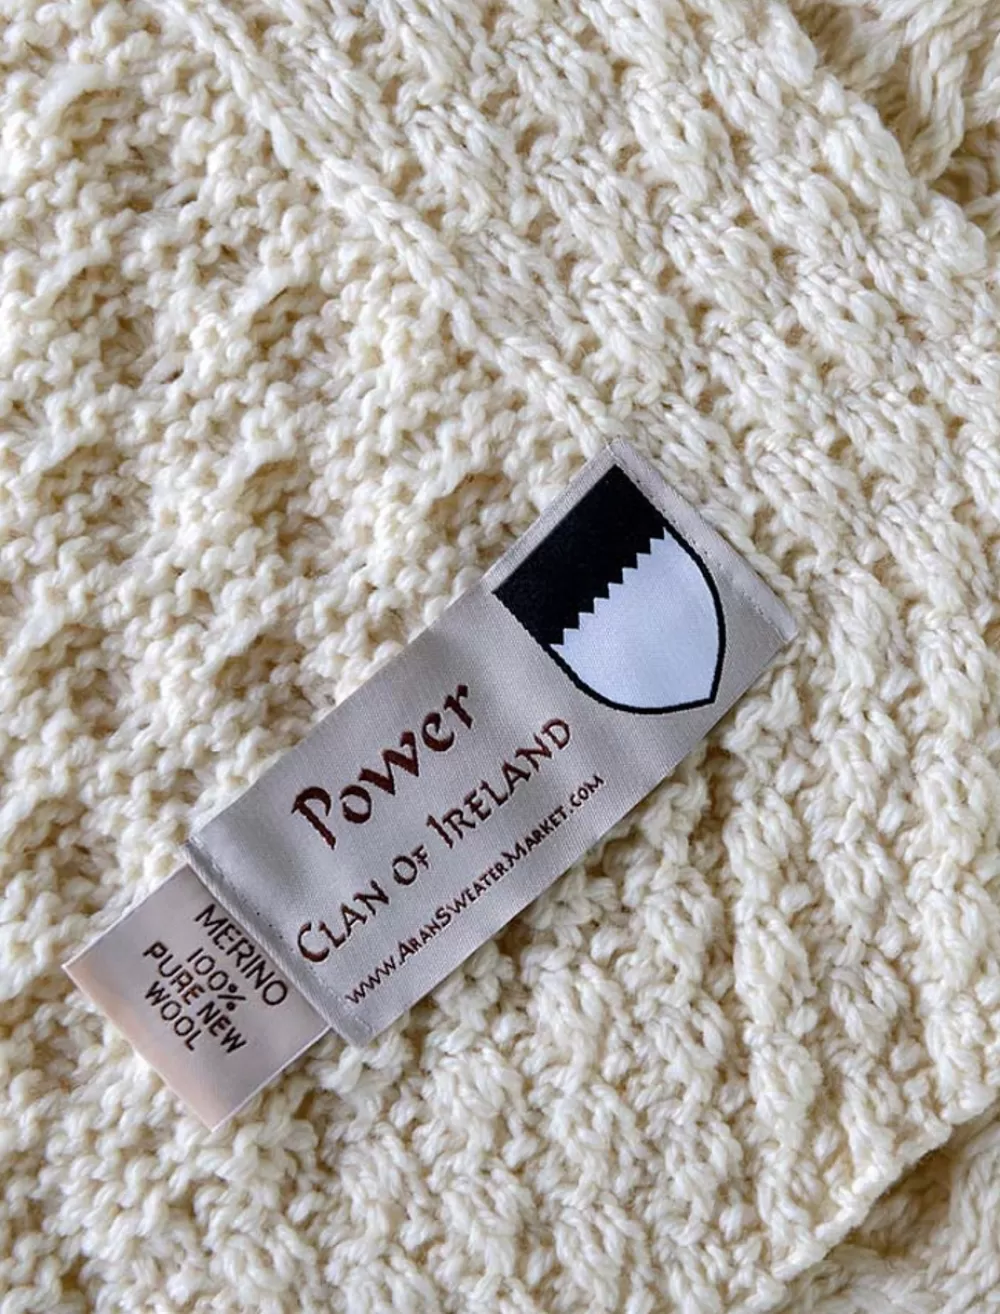 Power
Clan Of Ireland
www.AranSweaterMarket.com
MERINO
100%
PURE NEW
WOOL